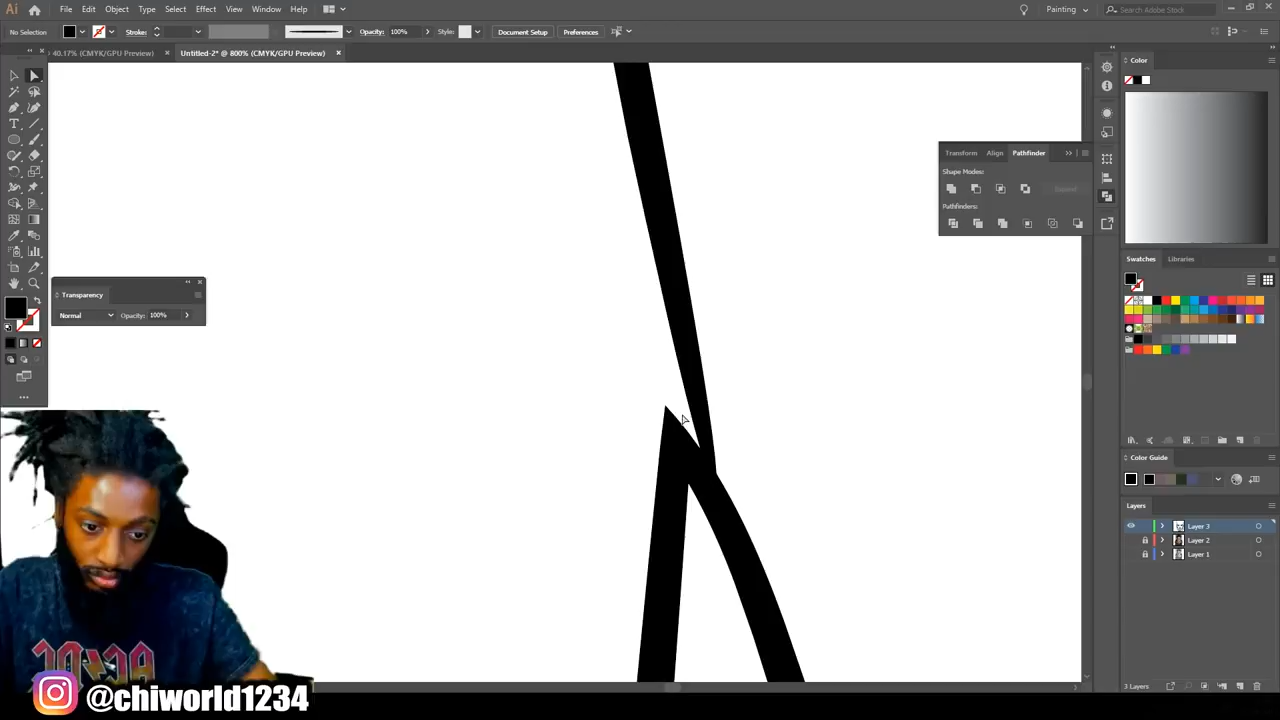 Ai File Edit Object Type Select Effect View Window Help Painting Search Adobe Stock
No Selection Stroke: Opacity: 100% Style: Document Setup Preferences
40.17% (CMYK/GPU Preview) × Untitled-2* @ 800% (CMYK/GPU Preview) ×
Color
Transform Align Pathfinder
Shape Modes:
Expand
Pathfinders:
Swatches Libraries
Transparency
Normal Opacity: 100%
Color Guide
Layers
Layer 3
Layer 2
Layer 1
3 Layers
@chiworld1234